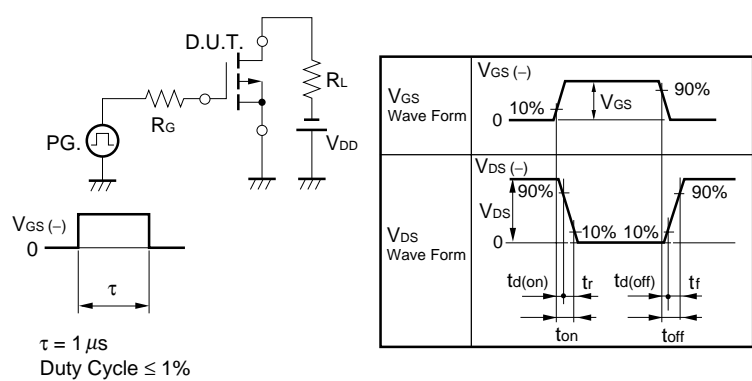 D.U.T.
RL
RG
PG.
VDD
VGS (−)
0
τ
τ = 1 μs
Duty Cycle ≤ 1%
VGS
Wave Form
VGS (−)
10%
VGS
90%
0
VDS
Wave Form
VDS (−)
90%
VDS
10% 10%
90%
0
td(on) tr td(off) tf
ton toff